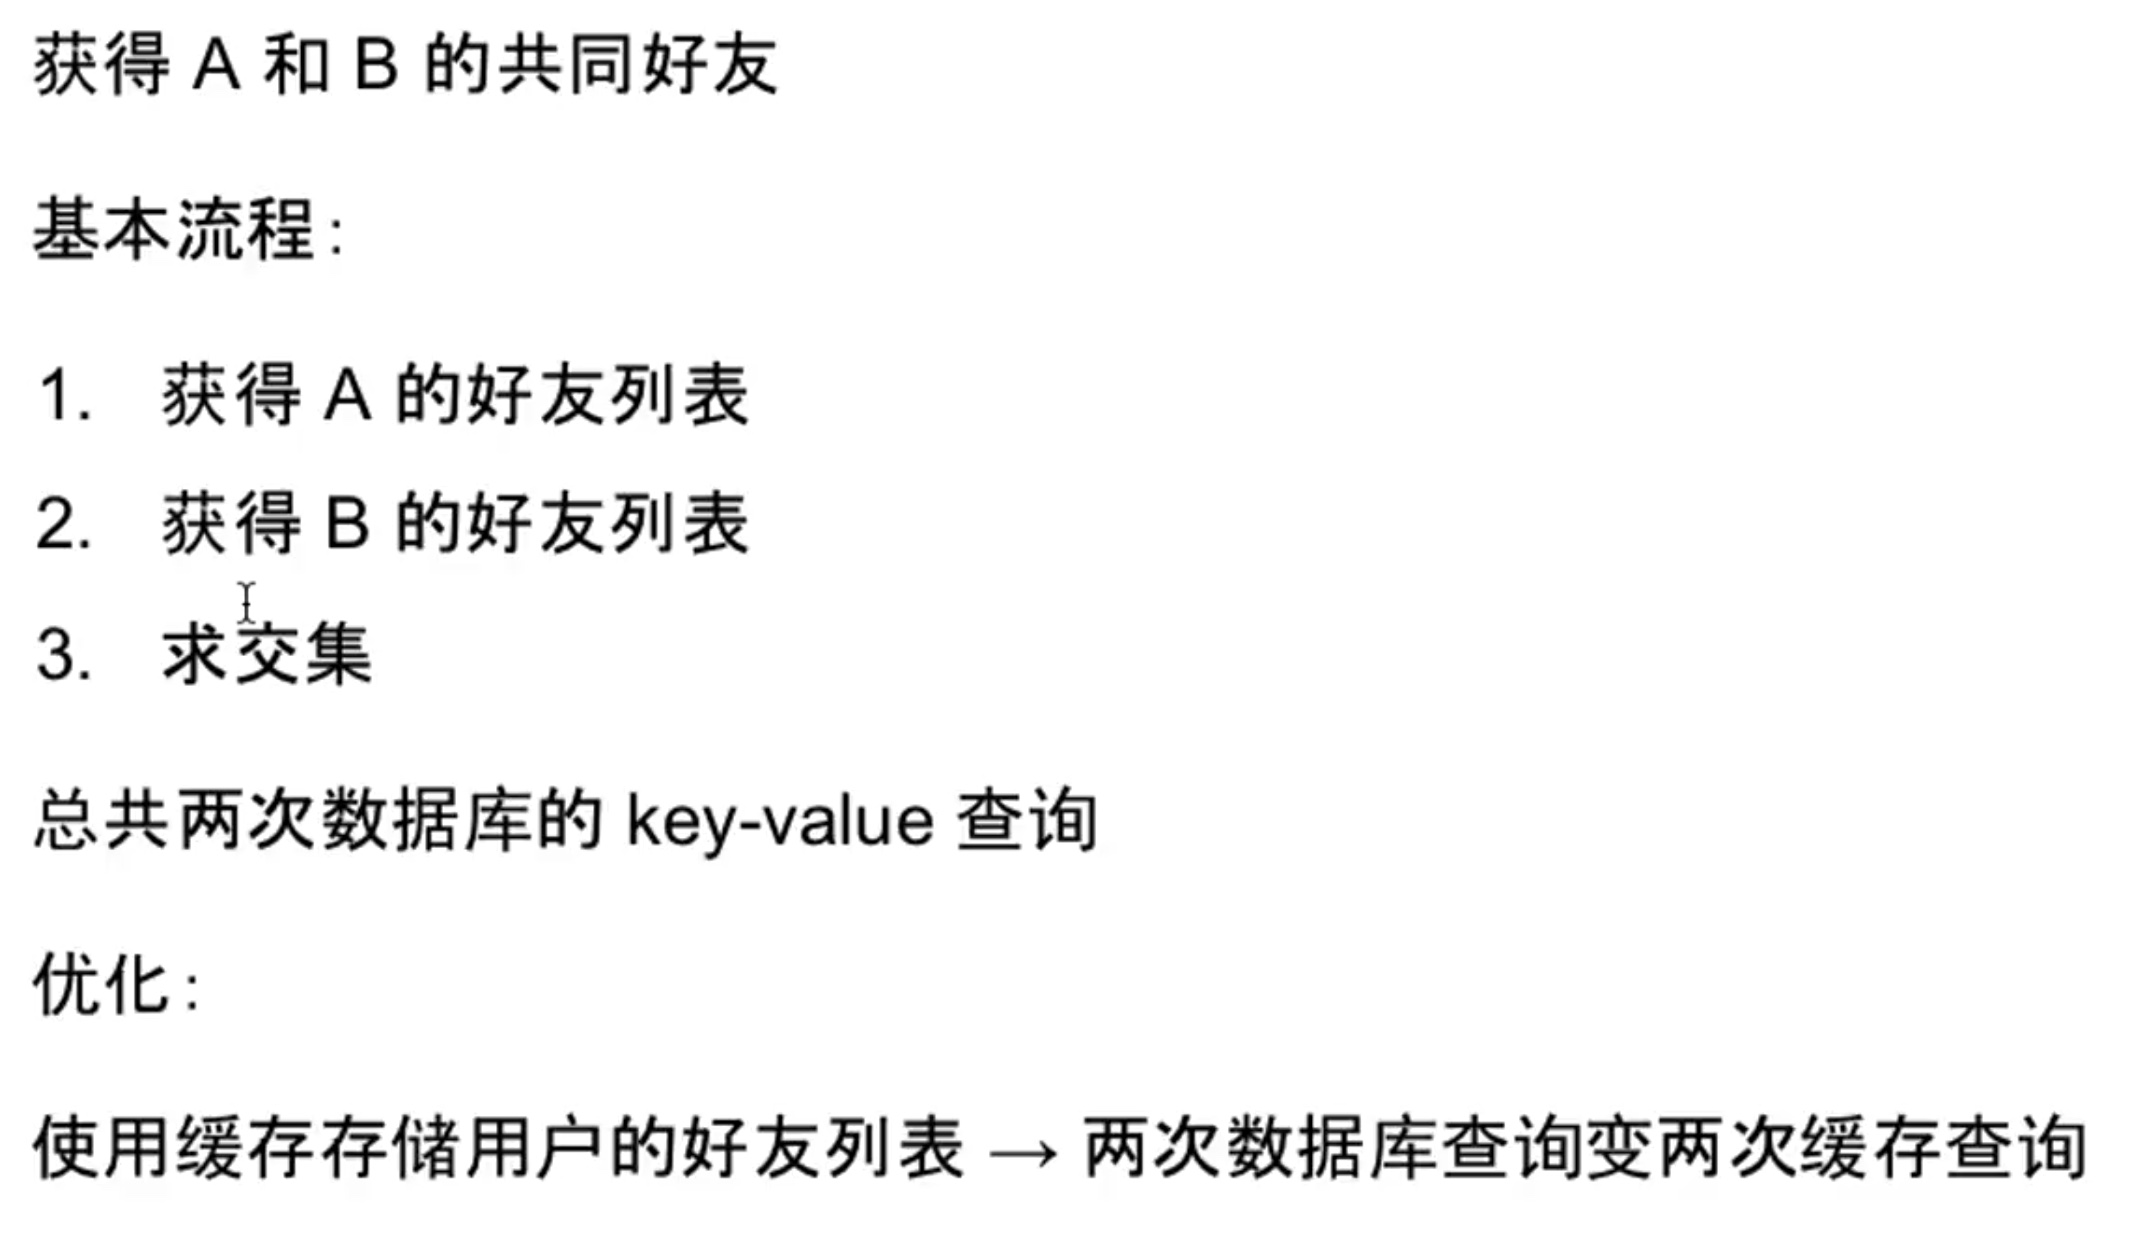 获得 A 和 B 的共同好友
基本流程：
1. 获得 A 的好友列表
2. 获得 B 的好友列表
3. 求交集
总共两次数据库的 key-value 查询
优化：
使用缓存存储用户的好友列表 → 两次数据库查询变两次缓存查询